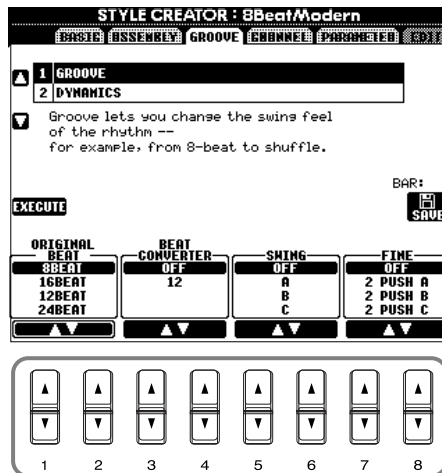 STYLE CREATOR : 8BeatModern
BASIC ASSEMBLY GROOVE CHANNEL PARAMETER EDIT
1 GROOVE
2 DYNAMICS
Groove lets you change the swing feel
of the rhythm --
for example, from 8-beat to shuffle.
BAR:
EXECUTE
SAVE
ORIGINAL BEAT
8BEAT
16BEAT
12BEAT
24BEAT
BEAT CONVERTER
OFF
12
SWING
OFF
A
B
C
FINE
OFF
2 PUSH A
2 PUSH B
2 PUSH C
1 2 3 4 5 6 7 8